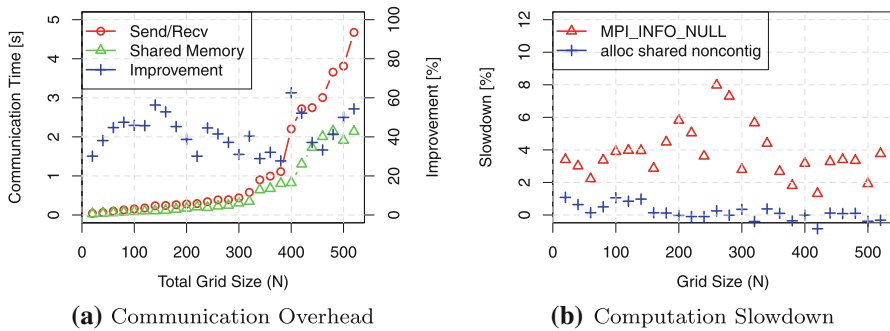 Communication Time [s]
5
4
3
2
1
0
Send/Recv
Shared Memory
Improvement
100
80
60
40
20
0
Improvement [%]
0 100 200 300 400 500
Total Grid Size (N)
(a) Communication Overhead
Slowdown [%]
12
10
8
6
4
2
0
MPI_INFO_NULL
alloc shared noncontig
0 100 200 300 400 500
Grid Size (N)
(b) Computation Slowdown